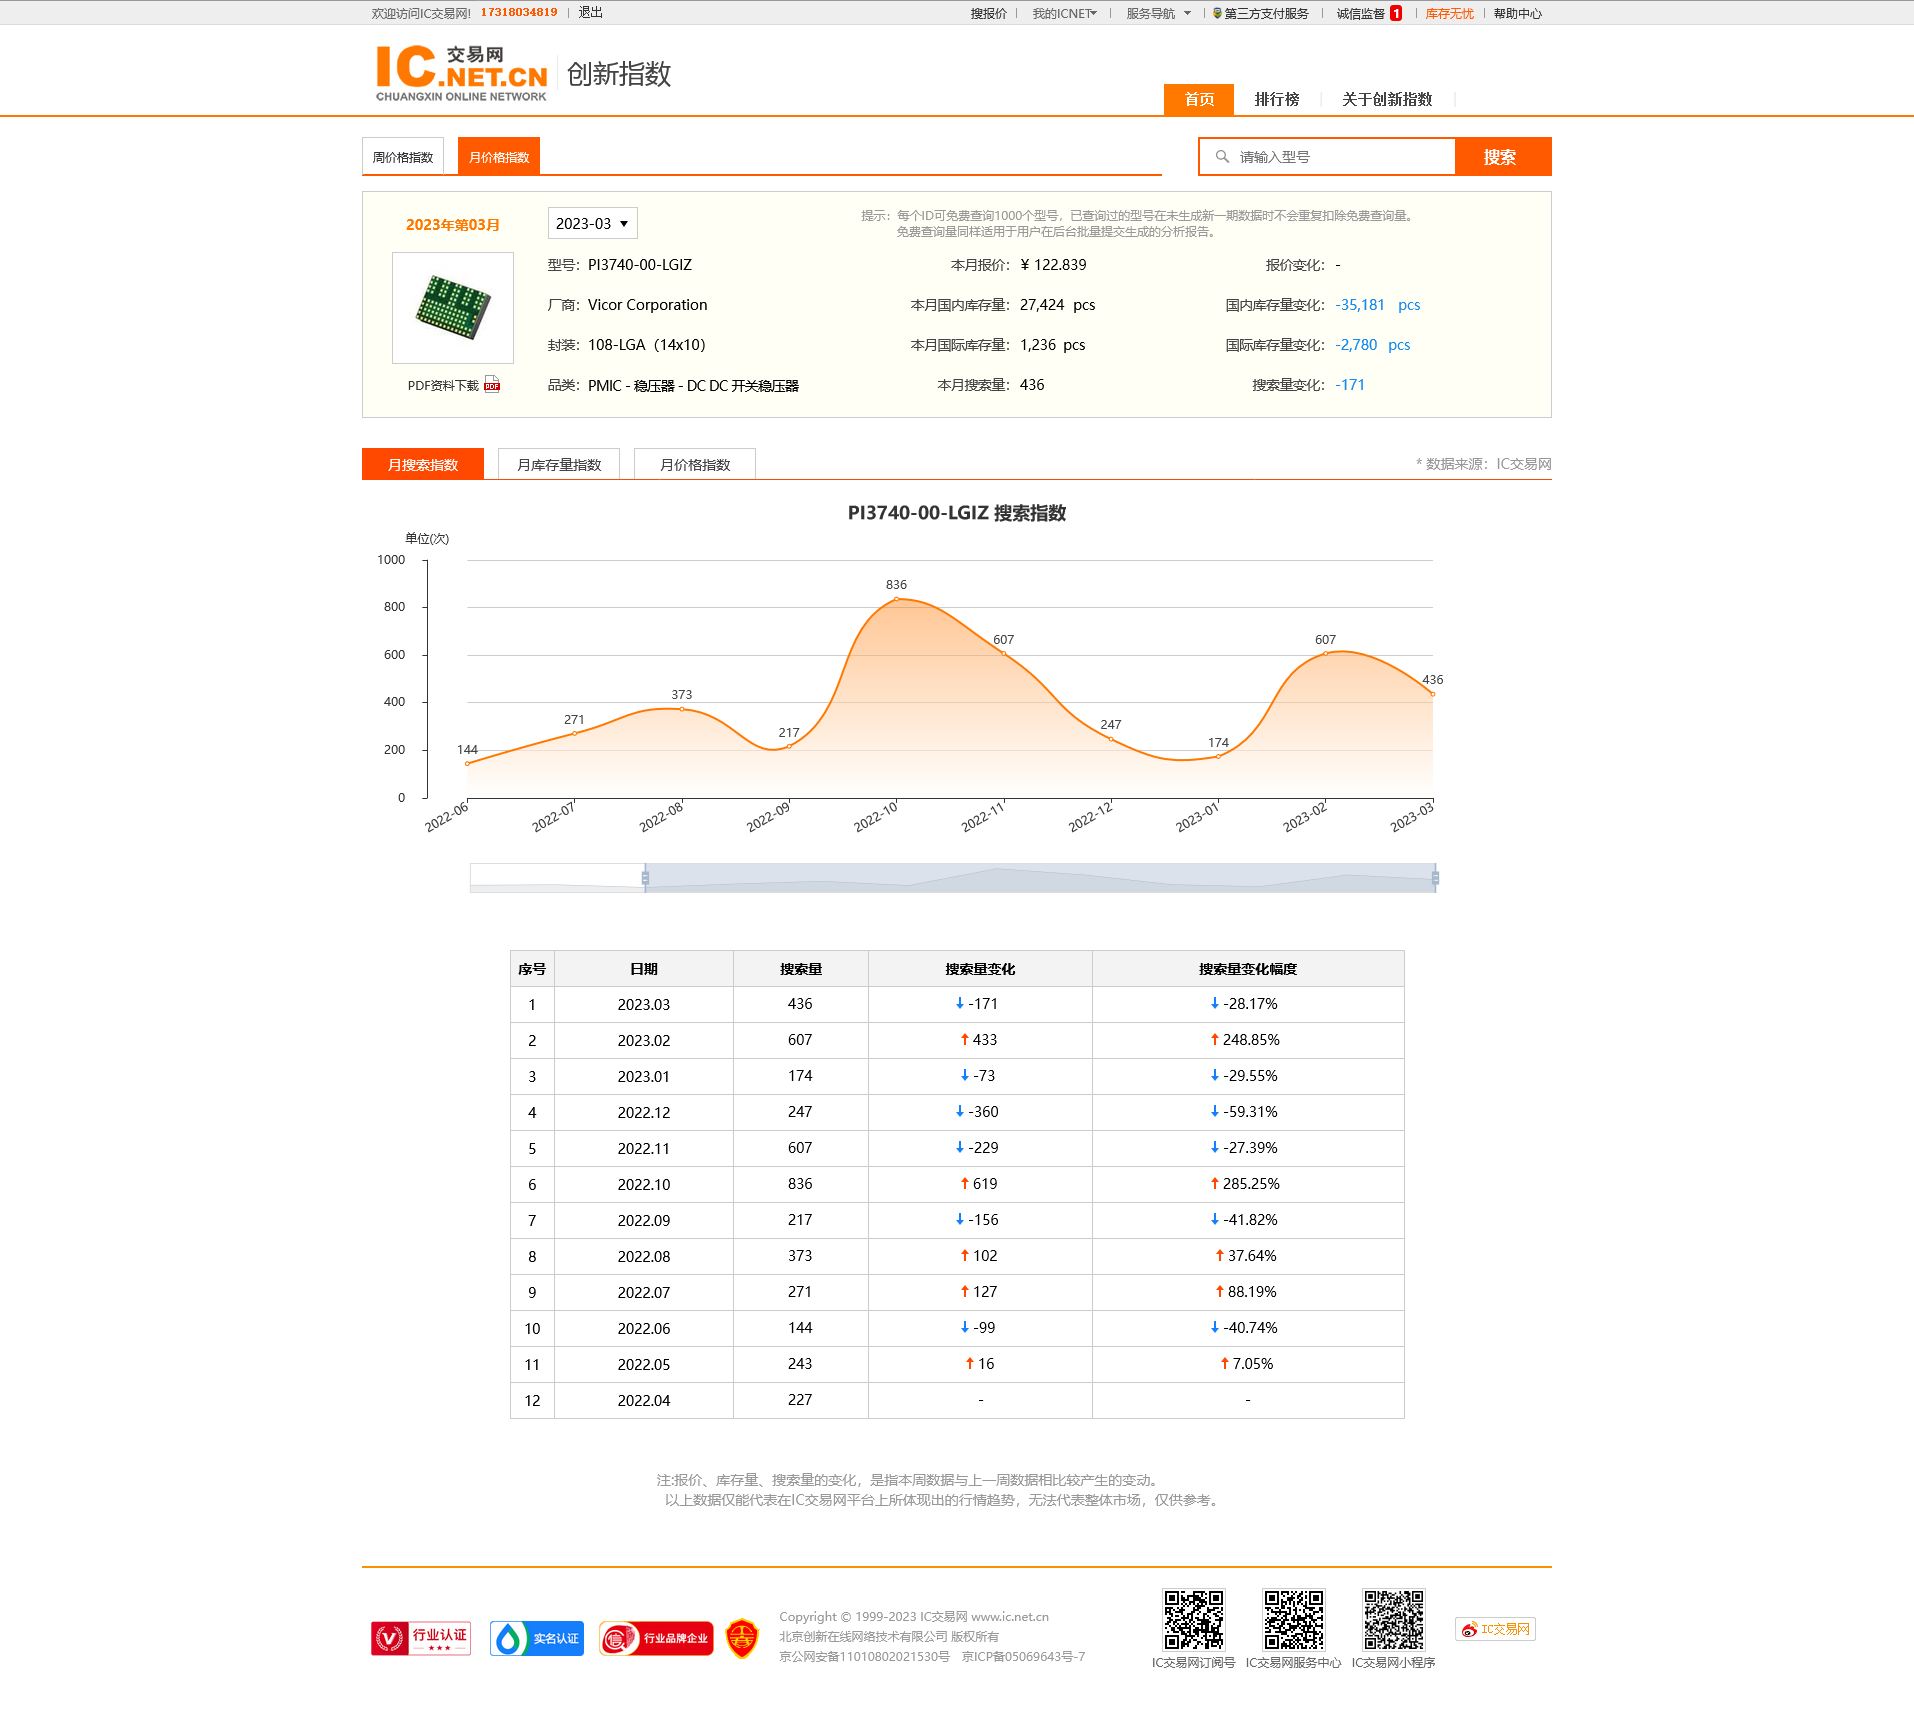 欢迎访问IC交易网! 17318034819 | 退出
搜报价 | 我的ICNET | 服务导航 | 第三方支付服务 | 诚信监督 1 | 库存无忧 | 帮助中心
IC.NET.CN 交易网
CHUANGXIN ONLINE NETWORK
创新指数
首页 排行榜 关于创新指数
周价格指数 月价格指数
请输入型号 搜索
2023年第03月
2023-03
提示：每个ID可免费查询1000个型号，已查询过的型号在未生成新一期数据时不会重复扣除免费查询量。
免费查询量同样适用于用户在后台批量提交生成的分析报告。
型号：PI3740-00-LGIZ 本月报价：¥ 122.839 报价变化：-
厂商：Vicor Corporation 本月国内库存量：27,424 pcs 国内库存量变化：-35,181 pcs
封装：108-LGA（14x10） 本月国际库存量：1,236 pcs 国际库存量变化：-2,780 pcs
PDF资料下载 PDF
品类：PMIC - 稳压器 - DC DC 开关稳压器 本月搜索量：436 搜索量变化：-171
月搜索指数 月库存量指数 月价格指数
* 数据来源：IC交易网
PI3740-00-LGIZ 搜索指数
单位(次)
1000
800
600
400
200
0
144
271
373
217
836
607
247
174
607
436
2022-06 2022-07 2022-08 2022-09 2022-10 2022-11 2022-12 2023-01 2023-02 2023-03
序号 日期 搜索量 搜索量变化 搜索量变化幅度
1 2023.03 436 ↓ -171 ↓ -28.17%
2 2023.02 607 ↑ 433 ↑ 248.85%
3 2023.01 174 ↓ -73 ↓ -29.55%
4 2022.12 247 ↓ -360 ↓ -59.31%
5 2022.11 607 ↓ -229 ↓ -27.39%
6 2022.10 836 ↑ 619 ↑ 285.25%
7 2022.09 217 ↓ -156 ↓ -41.82%
8 2022.08 373 ↑ 102 ↑ 37.64%
9 2022.07 271 ↑ 127 ↑ 88.19%
10 2022.06 144 ↓ -99 ↓ -40.74%
11 2022.05 243 ↑ 16 ↑ 7.05%
12 2022.04 227 - -
注:报价、库存量、搜索量的变化，是指本周数据与上一周数据相比较产生的变动。
以上数据仅能代表在IC交易网平台上所体现出的行情趋势，无法代表整体市场，仅供参考。
行业认证
实名认证
信 行业品牌企业
Copyright © 1999-2023 IC交易网 www.ic.net.cn
北京创新在线网络技术有限公司 版权所有
京公网安备11010802021530号 京ICP备05069643号-7
IC交易网订阅号 IC交易网服务中心 IC交易网小程序
IC交易网